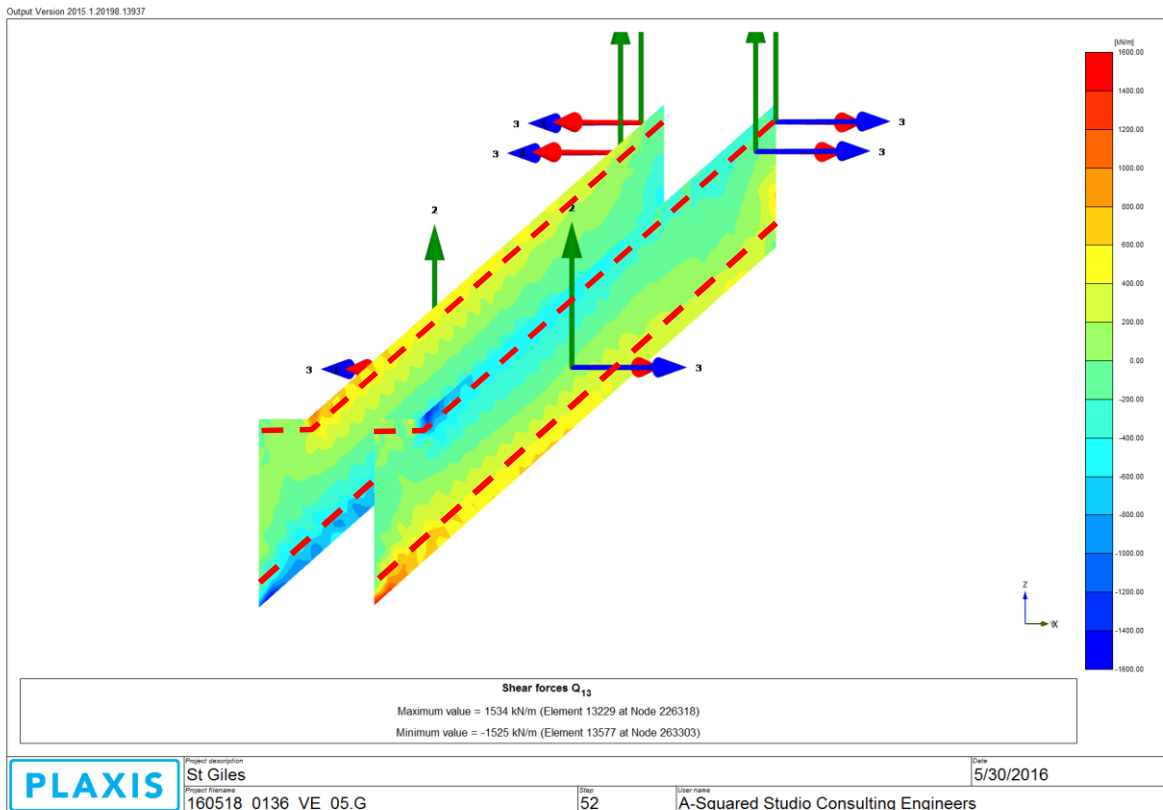 Output Version 2015.1.20198.13937
[kN/m]
1600.00
1400.00
1200.00
1000.00
800.00
600.00
400.00
200.00
0.00
-200.00
-400.00
-600.00
-800.00
-1000.00
-1200.00
-1400.00
-1600.00
3
3
3
3
2
2
3
3
Z
X
Shear forces Q13
Maximum value = 1534 kN/m (Element 13229 at Node 226318)
Minimum value = -1525 kN/m (Element 13577 at Node 263303)
PLAXIS
Project description
St Giles
Date
5/30/2016
Project filename
160518_0136_VE_05.G
Step
52
User name
A-Squared Studio Consulting Engineers